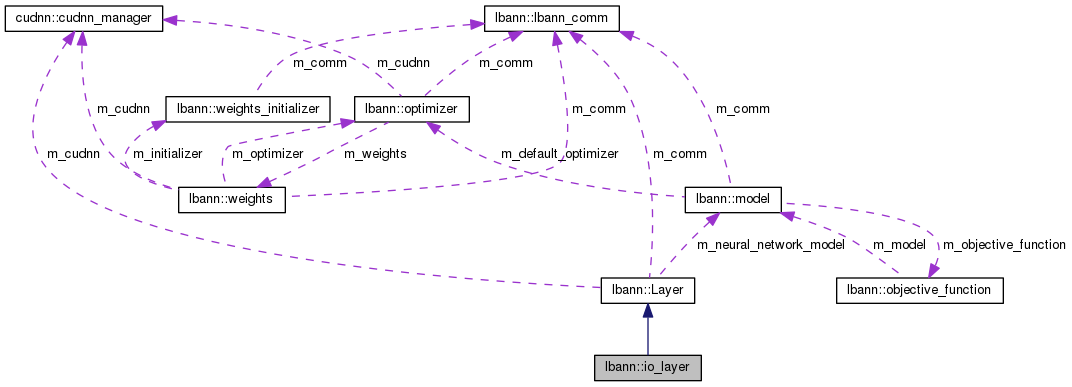 cudnn::cudnn_manager
lbann::lbann_comm
m_comm
m_cudnn
m_comm
lbann::weights_initializer
lbann::optimizer
m_cudnn
m_comm
m_comm
m_cudnn
m_initializer
m_optimizer
m_weights
m_default_optimizer
m_comm
lbann::weights
lbann::model
m_neural_network_model
m_model
m_objective_function
lbann::Layer
lbann::objective_function
lbann::io_layer